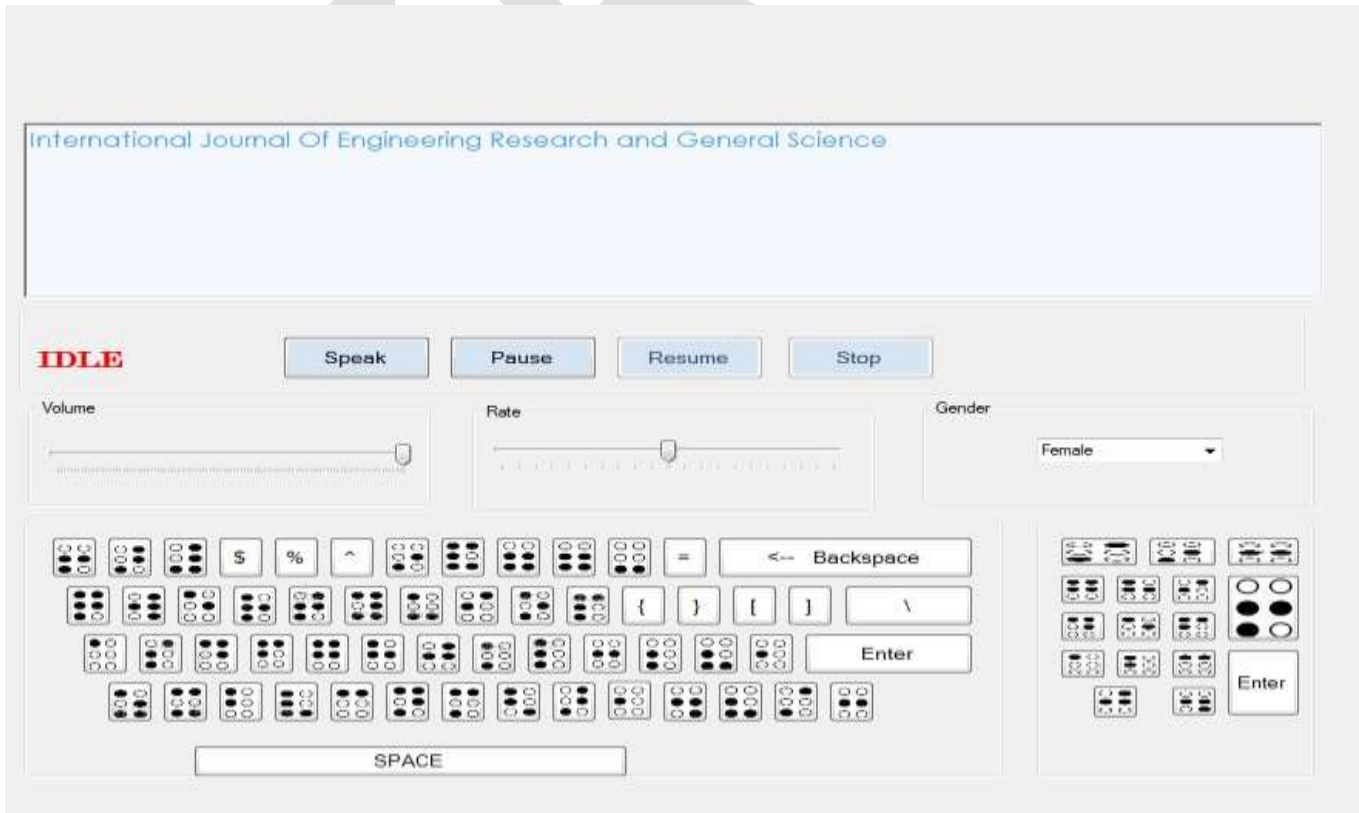 International Journal Of Engineering Research and General Science
IDLE Speak Pause Resume Stop
Volume Rate Gender
Female
$ % ^ = <-- Backspace
{ } [ ] \
Enter
Enter
SPACE